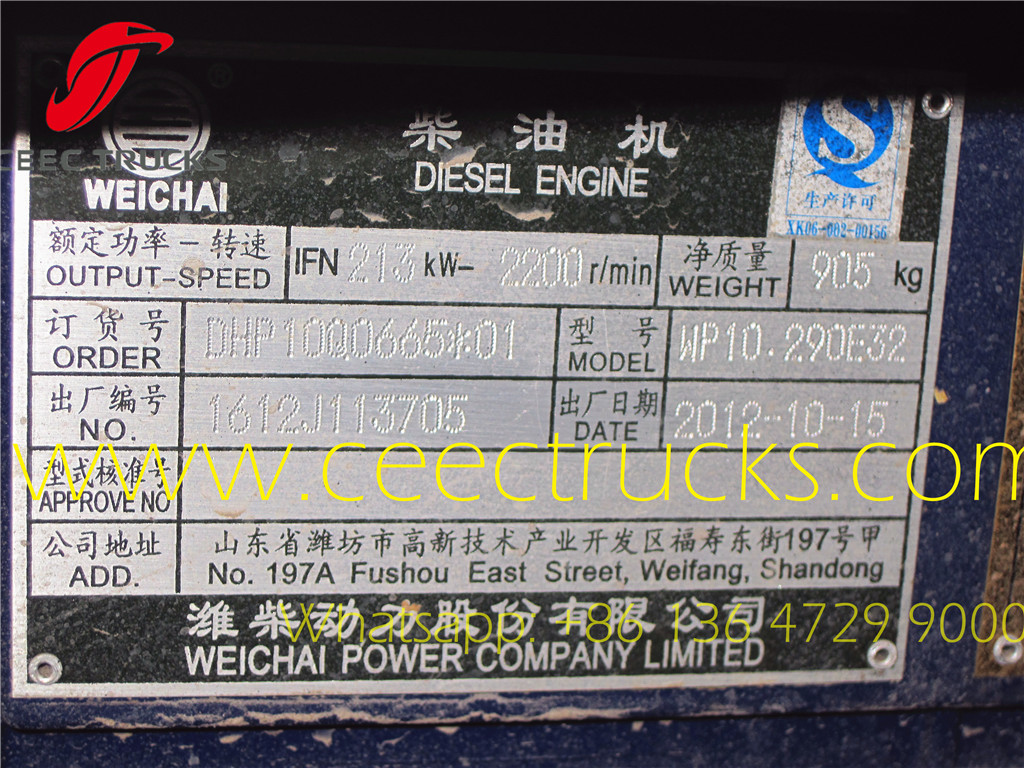 CEEC TRUCKS
®
WEICHAI
柴油机
DIESEL ENGINE
生产许可
XK06-002-00156
额定功率－转速
OUTPUT-SPEED
IFN 213 kW- 2200 r/min
净质量
WEIGHT
905 kg
订货号
ORDER
DHP10Q0665*01
型号
MODEL
WP10.290E32
出厂编号
NO.
1612J113705
出厂日期
DATE
2012-10-15
www.ceectrucks.com
型式核准号
APPROVE NO
公司地址
ADD.
山东省潍坊市高新技术产业开发区福寿东街197号甲
No. 197A Fushou East Street, Weifang, Shandong
潍柴动力股份有限公司
Whatsapp: +86 136 4729 9000
WEICHAI POWER COMPANY LIMITED